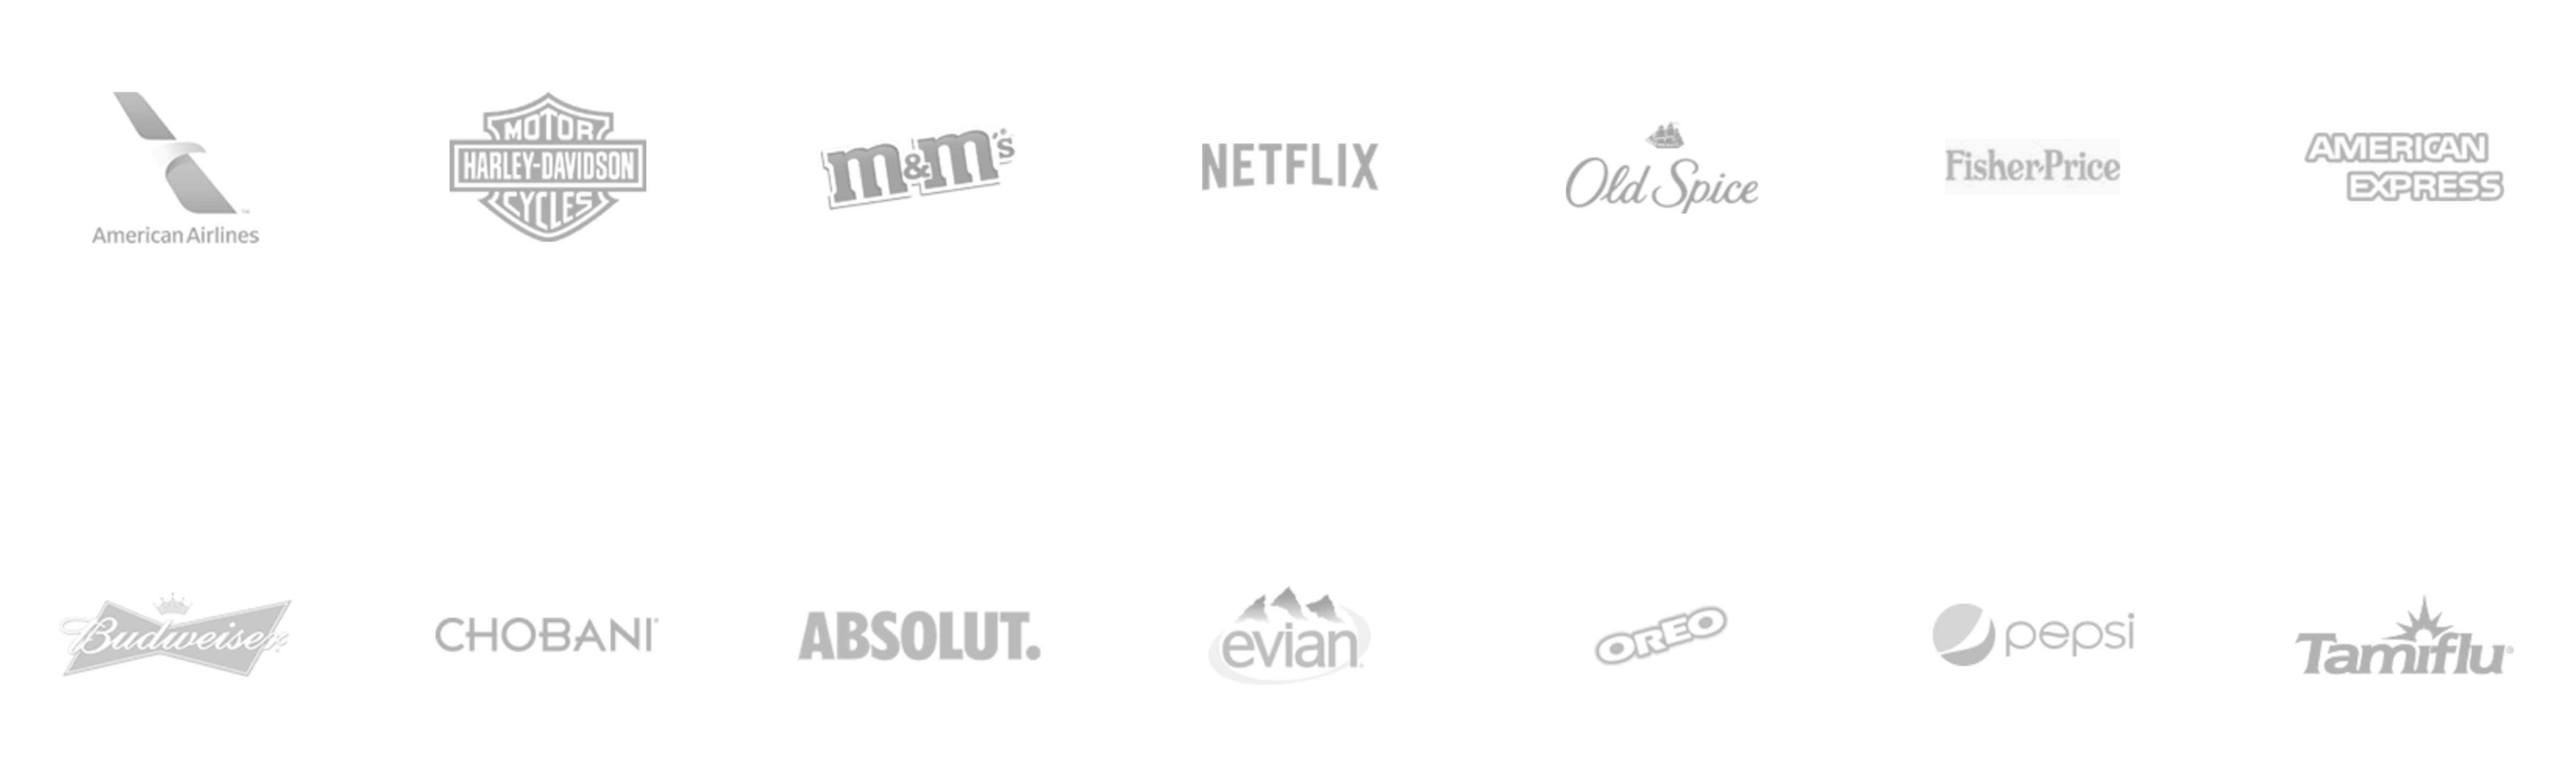 American Airlines
MOTOR
HARLEY-DAVIDSON
CYCLES
m&m's
NETFLIX
Old Spice
Fisher-Price
AMERICAN
EXPRESS
Budweiser
CHOBANI
ABSOLUT.
evian
OREO
pepsi
Tamiflu